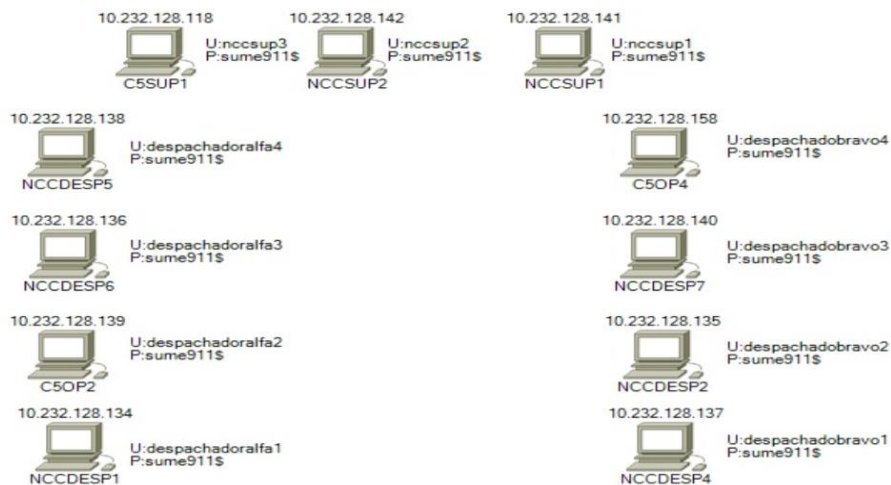 10.232.128.118
U:nccsup3
P:sume911$
C5SUP1
10.232.128.142
U:nccsup2
P:sume911$
NCCSUP2
10.232.128.141
U:nccsup1
P:sume911$
NCCSUP1
10.232.128.138
U:despachadoralfa4
P:sume911$
NCCDESP5
10.232.128.158
U:despachadobravo4
P:sume911$
C5OP4
10.232.128.136
U:despachadoralfa3
P:sume911$
NCCDESP6
10.232.128.140
U:despachadobravo3
P:sume911$
NCCDESP7
10.232.128.139
U:despachadoralfa2
P:sume911$
C5OP2
10.232.128.135
U:despachadobravo2
P:sume911$
NCCDESP2
10.232.128.134
U:despachadoralfa1
P:sume911$
NCCDESP1
10.232.128.137
U:despachadobravo1
P:sume911$
NCCDESP4